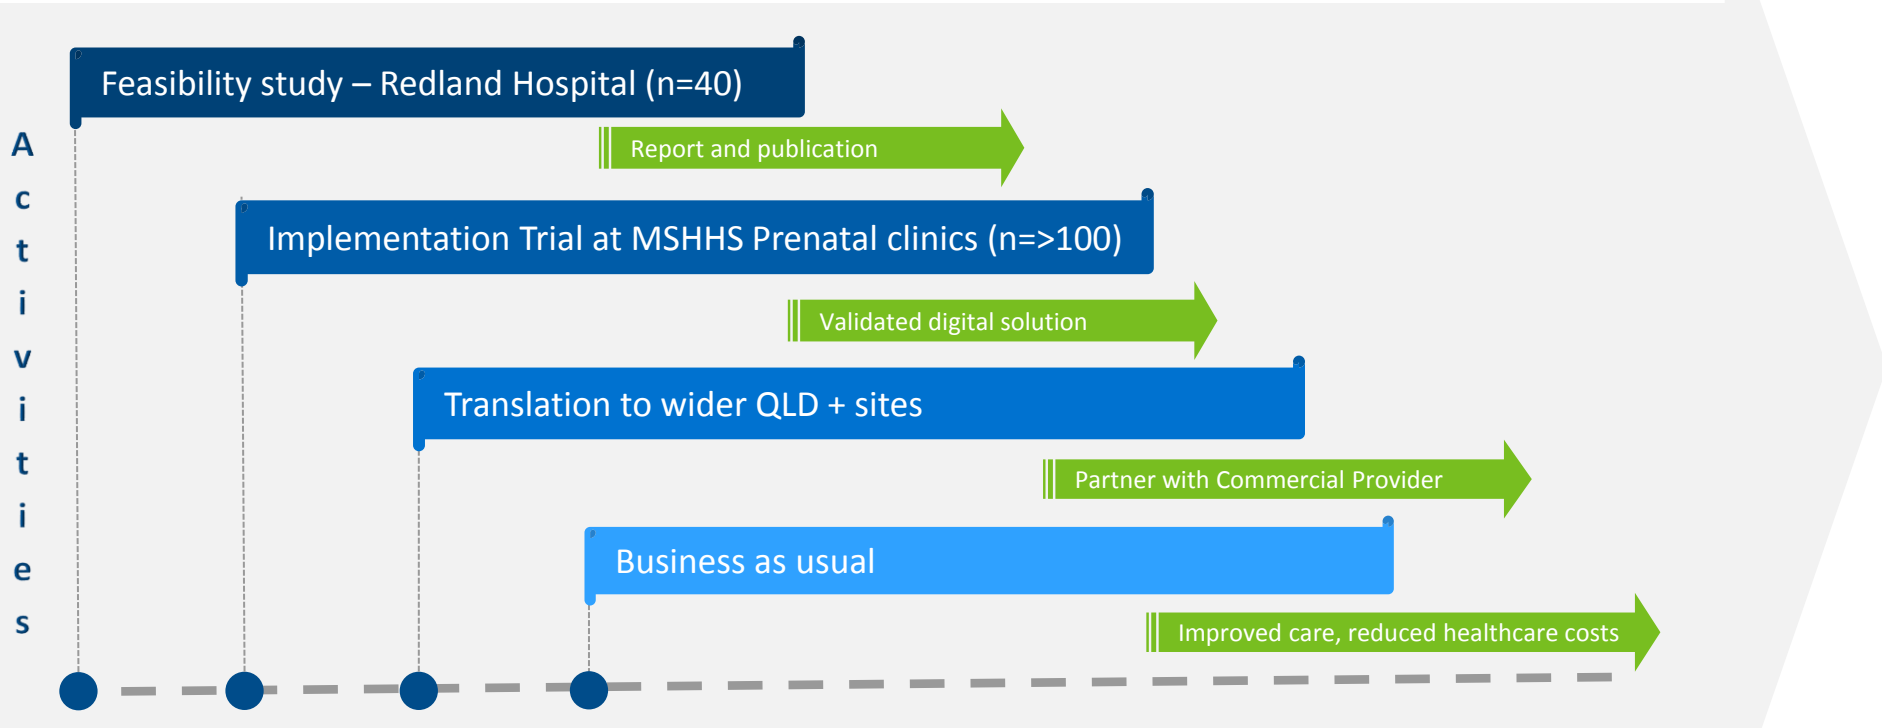 Activities
Feasibility study – Redland Hospital (n=40)
Report and publication
Implementation Trial at MSHHS Prenatal clinics (n=>100)
Validated digital solution
Translation to wider QLD + sites
Partner with Commercial Provider
Business as usual
Improved care, reduced healthcare costs